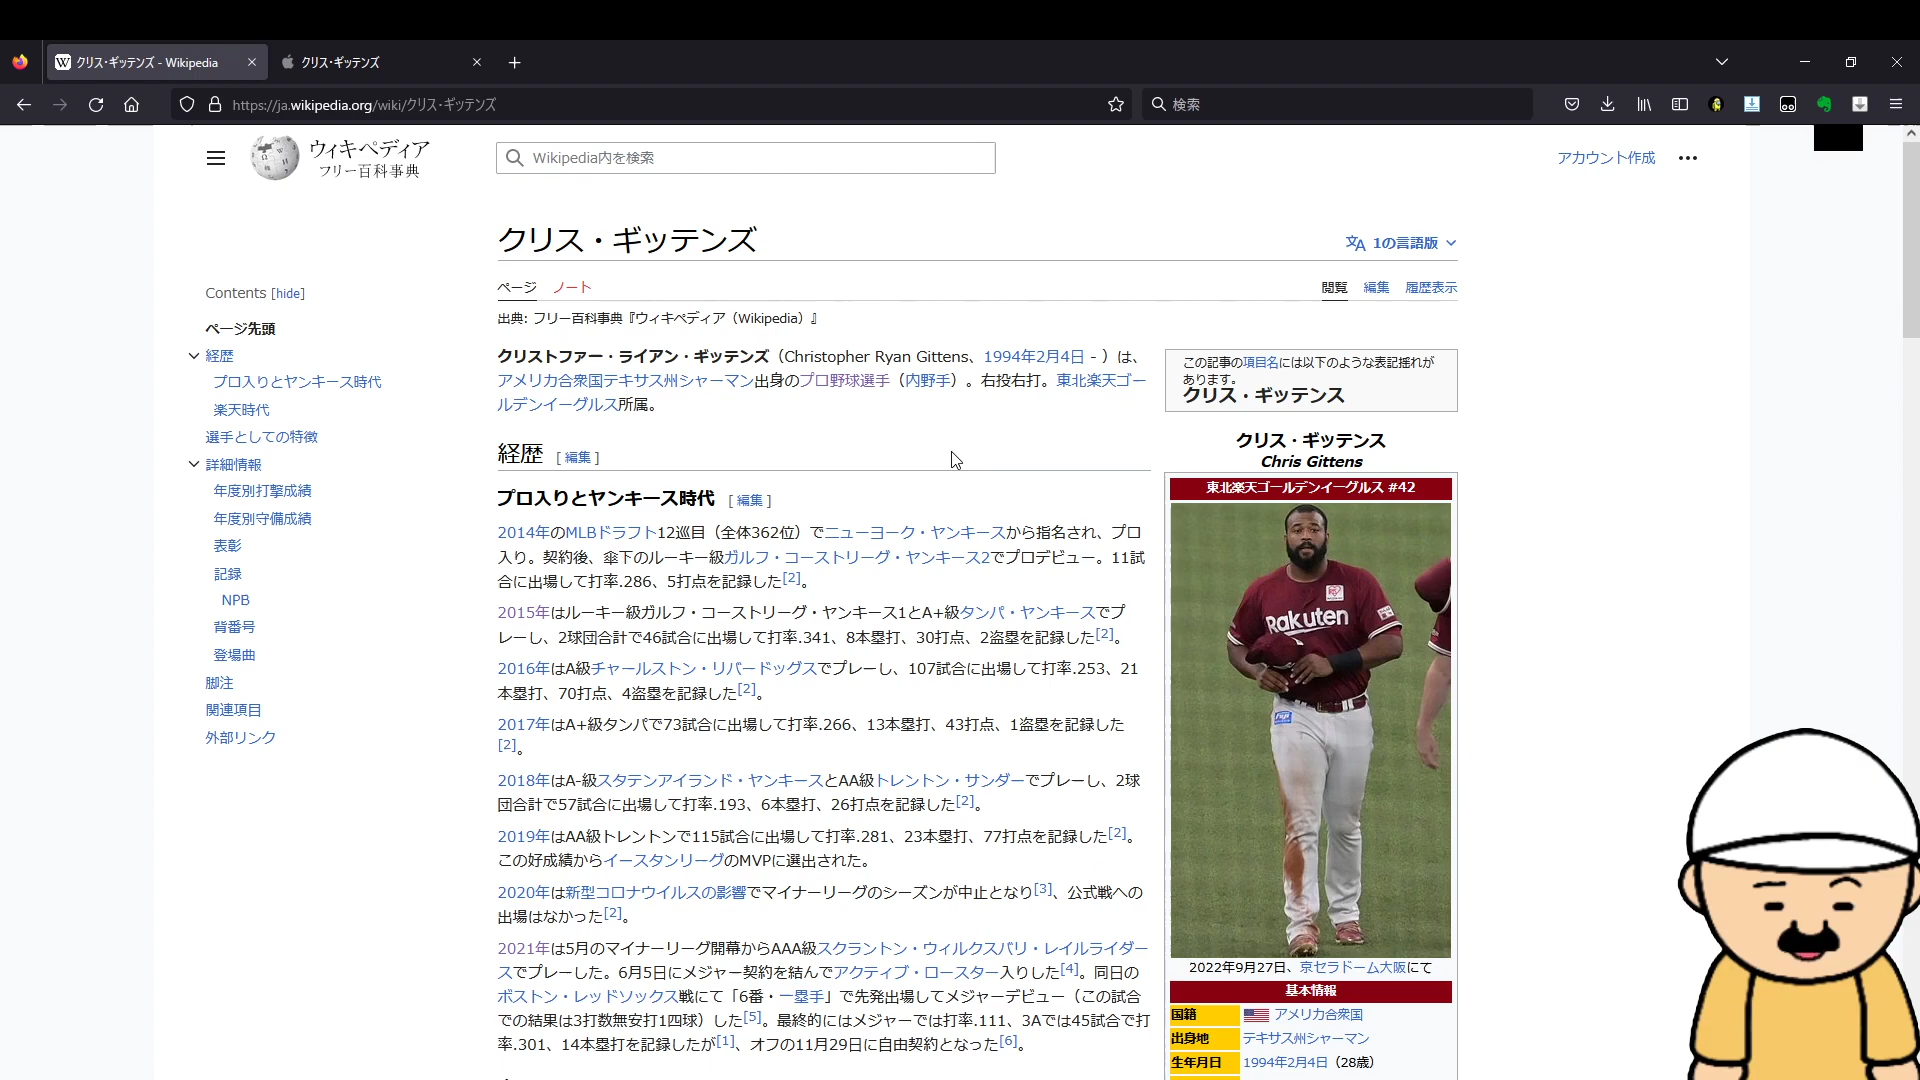 クリス・ギッテンズ - Wikipedia
クリス・ギッテンズ
https://ja.wikipedia.org/wiki/クリス・ギッテンズ
検索
ウィキペディア
フリー百科事典
Wikipedia内を検索
アカウント作成
クリス・ギッテンズ
1の言語版
ページ
ノート
閲覧
編集
履歴表示
出典: フリー百科事典『ウィキペディア（Wikipedia）』
Contents [hide]
ページ先頭
経歴
プロ入りとヤンキース時代
楽天時代
選手としての特徴
詳細情報
年度別打撃成績
年度別守備成績
表彰
記録
NPB
背番号
登場曲
脚注
関連項目
外部リンク
クリストファー・ライアン・ギッテンズ（Christopher Ryan Gittens、1994年2月4日 - ）は、
アメリカ合衆国テキサス州シャーマン出身のプロ野球選手（内野手）。右投右打。東北楽天ゴー
ルデンイーグルス所属。
経歴 [ 編集 ]
プロ入りとヤンキース時代 [ 編集 ]
2014年のMLBドラフト12巡目（全体362位）でニューヨーク・ヤンキースから指名され、プロ
入り。契約後、傘下のルーキー級ガルフ・コーストリーグ・ヤンキース2でプロデビュー。11試
合に出場して打率.286、5打点を記録した[2]。
2015年はルーキー級ガルフ・コーストリーグ・ヤンキース1とA+級タンパ・ヤンキースでプ
レーし、2球団合計で46試合に出場して打率.341、8本塁打、30打点、2盗塁を記録した[2]。
2016年はA級チャールストン・リバードッグスでプレーし、107試合に出場して打率.253、21
本塁打、70打点、4盗塁を記録した[2]。
2017年はA+級タンパで73試合に出場して打率.266、13本塁打、43打点、1盗塁を記録した
[2]。
2018年はA-級スタテンアイランド・ヤンキースとAA級トレントン・サンダーでプレーし、2球
団合計で57試合に出場して打率.193、6本塁打、26打点を記録した[2]。
2019年はAA級トレントンで115試合に出場して打率.281、23本塁打、77打点を記録した[2]。
この好成績からイースタンリーグのMVPに選出された。
2020年は新型コロナウイルスの影響でマイナーリーグのシーズンが中止となり[3]、公式戦への
出場はなかった[2]。
2021年は5月のマイナーリーグ開幕からAAA級スクラントン・ウィルクスバリ・レイルライダー
スでプレーした。6月5日にメジャー契約を結んでアクティブ・ロースター入りした[4]。同日の
ボストン・レッドソックス戦にて「6番・一塁手」で先発出場してメジャーデビュー（この試合
での結果は3打数無安打1四球）した[5]。最終的にはメジャーでは打率.111、3Aでは45試合で打
率.301、14本塁打を記録したが[1]、オフの11月29日に自由契約となった[6]。
この記事の項目名には以下のような表記揺れが
あります。
クリス・ギッテンス
クリス・ギッテンス
Chris Gittens
東北楽天ゴールデンイーグルス #42
Rakuten
2022年9月27日、京セラドーム大阪にて
基本情報
国籍 アメリカ合衆国
出身地 テキサス州シャーマン
生年月日 1994年2月4日（28歳）